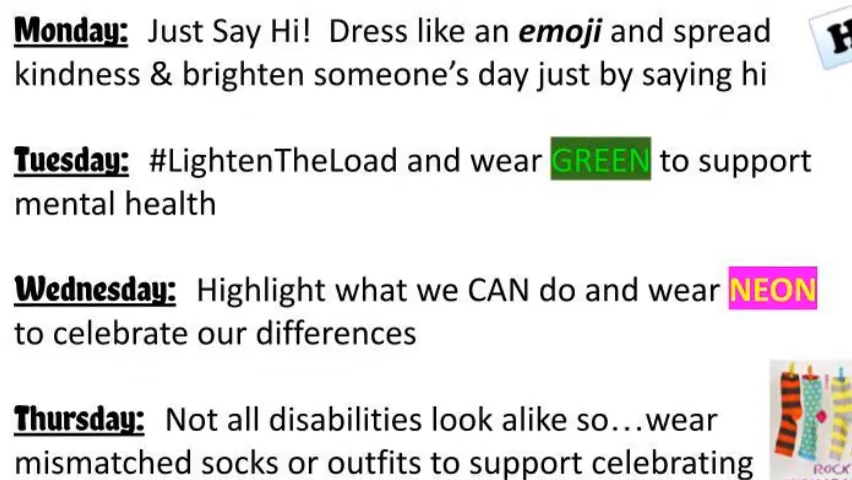 Monday: Just Say Hi! Dress like an emoji and spread
kindness & brighten someone's day just by saying hi
Tuesday: #LightenTheLoad and wear GREEN to support
mental health
Wednesday: Highlight what we CAN do and wear NEON
to celebrate our differences
Thursday: Not all disabilities look alike so…wear
mismatched socks or outfits to support celebrating
ROCK